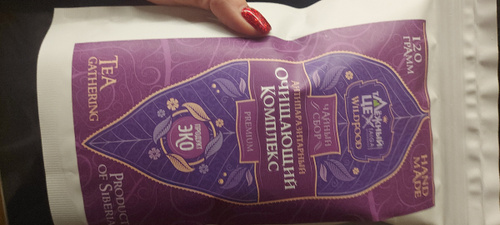 120
ГРАММ
HAND
MADE
ТАЁЖНЫЙ
ЦЕХ
WILDFOOD
ЧАЙНЫЙ
СБОР
АНТИПАРАЗИТАРНЫЙ
ОЧИЩАЮЩИЙ
КОМПЛЕКС
PREMIUM
ПРОДУКТ
ЭКО
TEA
GATHERING
PRODUCT
OF SIBERIA